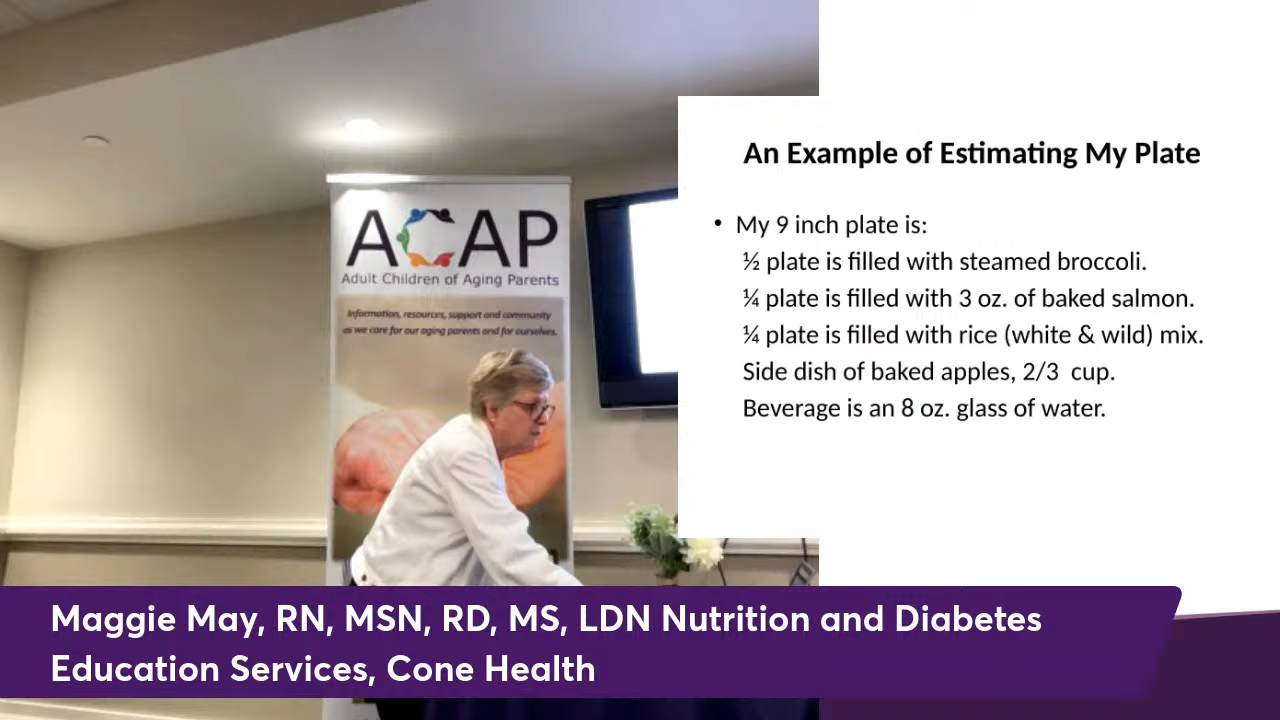 ACAP
Adult Children of Aging Parents
Information, resources, support and community
as we care for our aging parents and for ourselves.
An Example of Estimating My Plate
• My 9 inch plate is:
½ plate is filled with steamed broccoli.
¼ plate is filled with 3 oz. of baked salmon.
¼ plate is filled with rice (white & wild) mix.
Side dish of baked apples, 2/3 cup.
Beverage is an 8 oz. glass of water.
Maggie May, RN, MSN, RD, MS, LDN Nutrition and Diabetes
Education Services, Cone Health